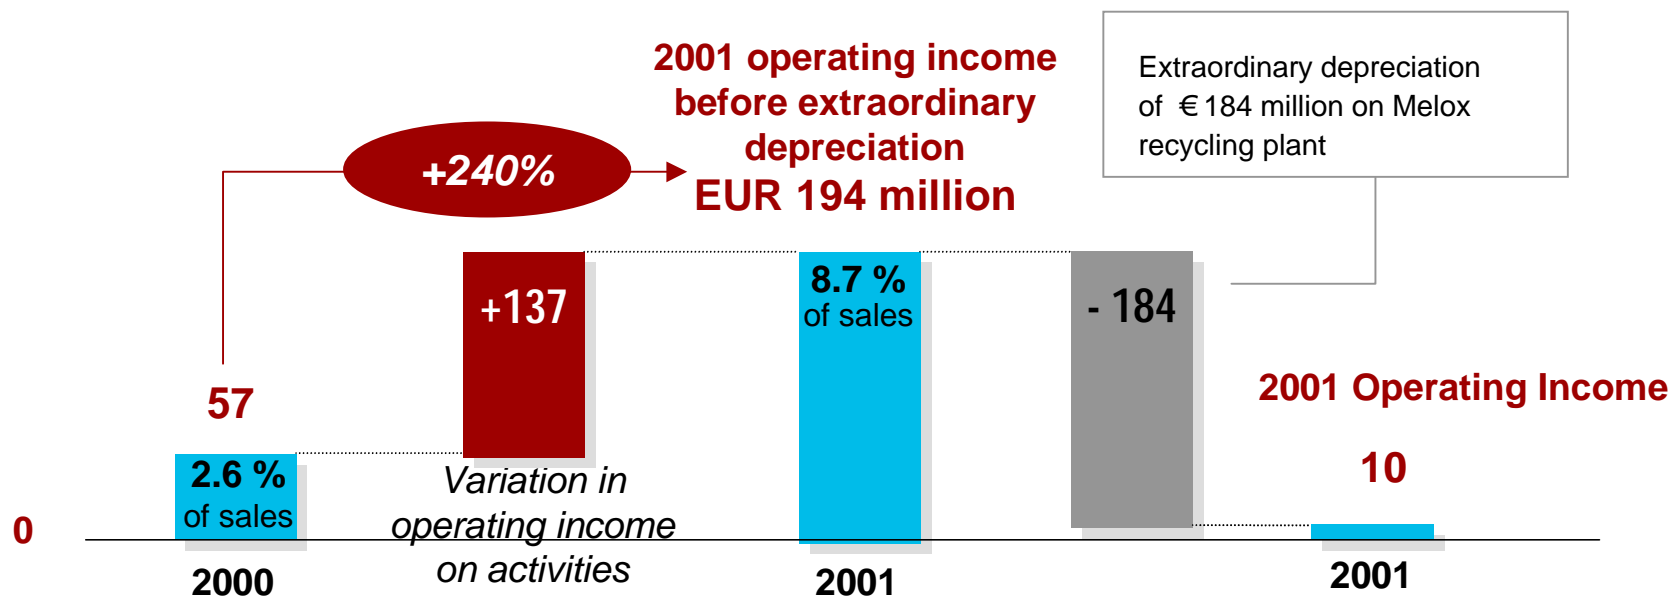 2001 operating income
before extraordinary
depreciation
EUR 194 million
Extraordinary depreciation
of €184 million on Melox
recycling plant
+240%
57
2.6 %
of sales
+137
Variation in
operating income
on activities
8.7 %
of sales
- 184
2001 Operating Income
10
0
2000
2001
2001